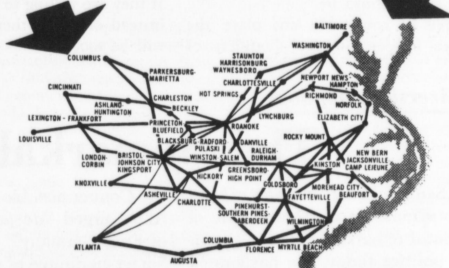 BALTIMORE
WASHINGTON
COLUMBUS
STAUNTON
HARRISONBURG
WAYNESBORO
PARKERSBURG-
MARIETTA
CHARLOTTESVILLE
NEWPORT NEWS
HAMPTON
CINCINNATI
HOT SPRINGS
RICHMOND
CHARLESTON
NORFOLK
ASHLAND
HUNTINGTON
BECKLEY
LYNCHBURG
ELIZABETH CITY
LEXINGTON - FRANKFORT
PRINCETON
BLUEFIELD
ROANOKE
ROCKY MOUNT
LOUISVILLE
BLACKSBURG RADFORD
PULASKI
DANVILLE
RALEIGH-
DURHAM
NEW BERN
JACKSONVILLE
CAMP LEJEUNE
LONDON-
CORBIN
BRISTOL
JOHNSON CITY
KINGSPORT
WINSTON SALEM
KINSTON
GREENSBORO
HIGH POINT
HICKORY
KNOXVILLE
GOLDSBORO
MOREHEAD CITY
BEAUFORT
ASHEVILLE
CHARLOTTE
PINEHURST-
SOUTHERN PINES-
ABERDEEN
FAYETTEVILLE
WILMINGTON
ATLANTA
COLUMBIA
AUGUSTA
FLORENCE
MYRTLE BEACH